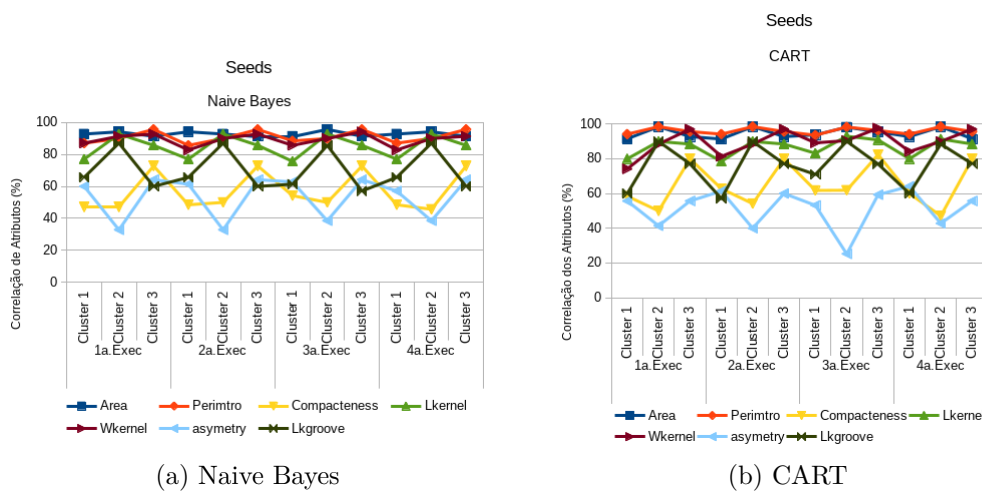 Seeds
Naive Bayes
Correlação de Atributos (%)
100
80
60
40
20
0
Cluster 1
Cluster 2
Cluster 3
Cluster 1
Cluster 2
Cluster 3
Cluster 1
Cluster 2
Cluster 3
Cluster 1
Cluster 2
Cluster 3
1a.Exec 2a.Exec 3a.Exec 4a.Exec
Area Perimtro Compacteness Lkernel
Wkernel asymetry Lkgroove
(a) Naive Bayes
Seeds
CART
Correlação dos Atributos (%)
100
80
60
40
20
0
Cluster 1
Cluster 2
Cluster 3
Cluster 1
Cluster 2
Cluster 3
Cluster 1
Cluster 2
Cluster 3
Cluster 1
Cluster 2
Cluster 3
1a.Exec 2a.Exec 3a.Exec 4a.Exec
Area Perimtro Compacteness Lkerne
Wkernel asymetry Lkgroove
(b) CART